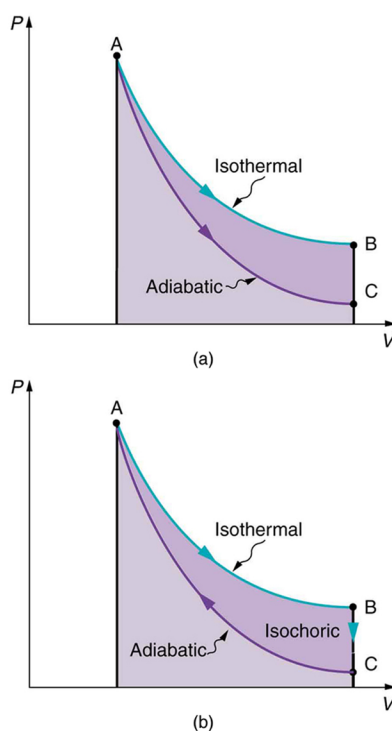 P
A
Isothermal
B
Adiabatic
C
V
(a)
P
A
Isothermal
B
Isochoric
Adiabatic
C
V
(b)